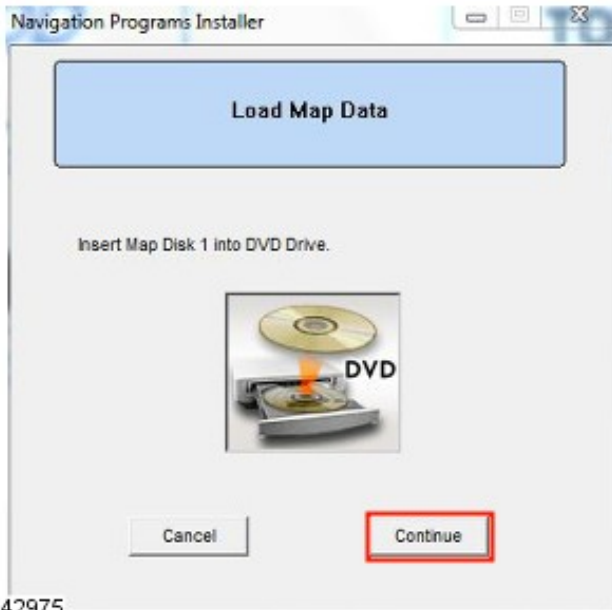 Navigation Programs Installer
Load Map Data
Insert Map Disk 1 into DVD Drive.
DVD
Cancel
Continue
42975